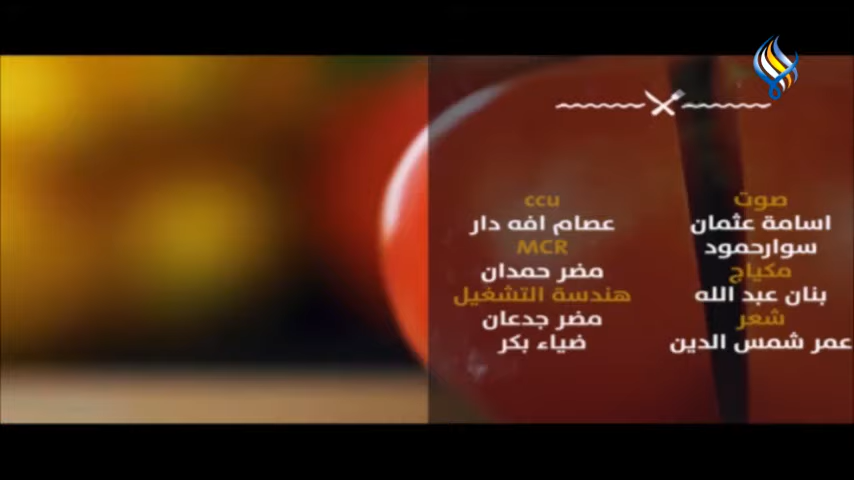 صوت
اسامة عثمان
سوارحمود
مكياج
بنان عبد الله
شعر
عمر شمس الدين
ccu
عصام افه دار
MCR
مضر حمدان
هندسة التشغيل
مضر جدعان
ضياء بكر